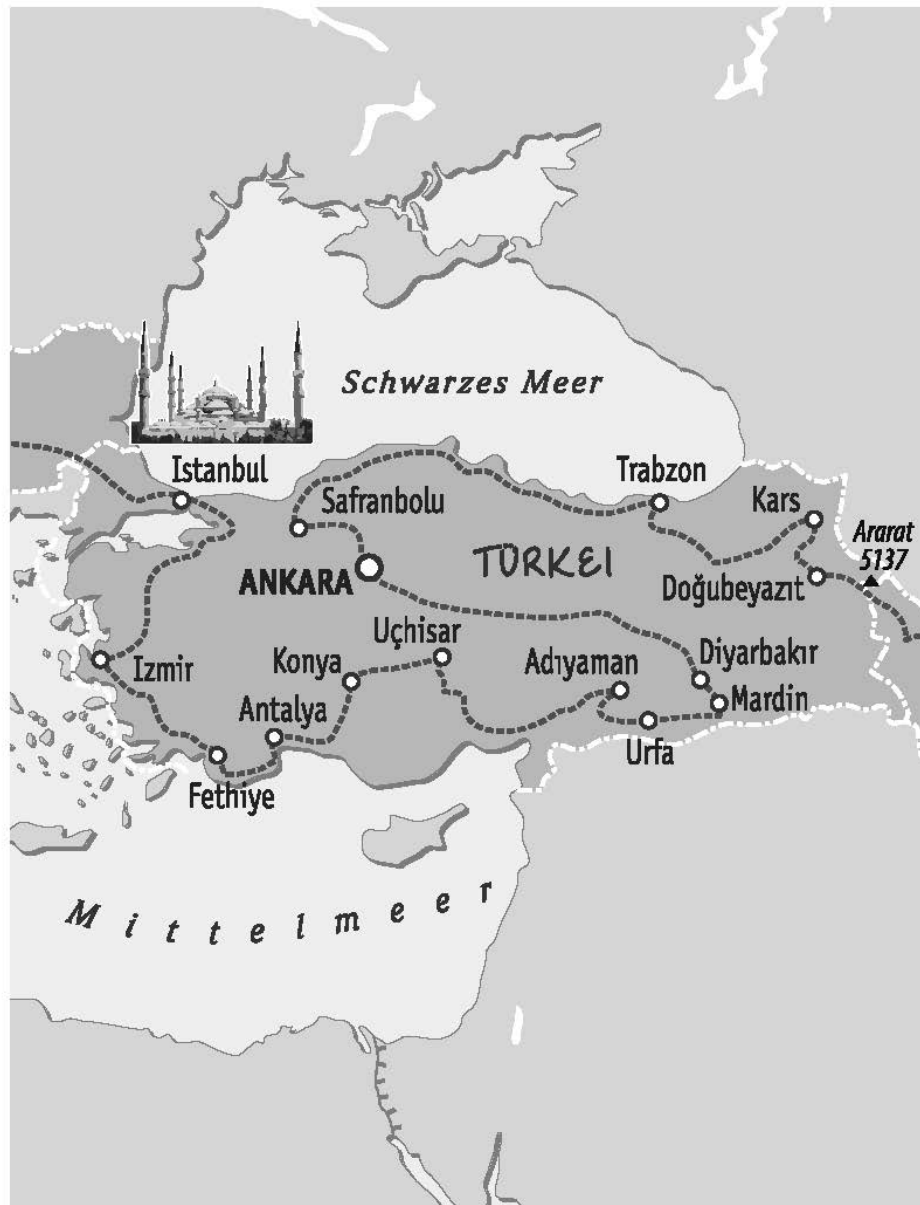 Schwarzes Meer
Istanbul
Safranbolu
Trabzon
Kars
Ararat
5137
TÜRKEI
ANKARA
Doğubeyazıt
Uçhisar
Izmir
Konya
Adıyaman
Diyarbakır
Antalya
Mardin
Urfa
Fethiye
Mittelmeer